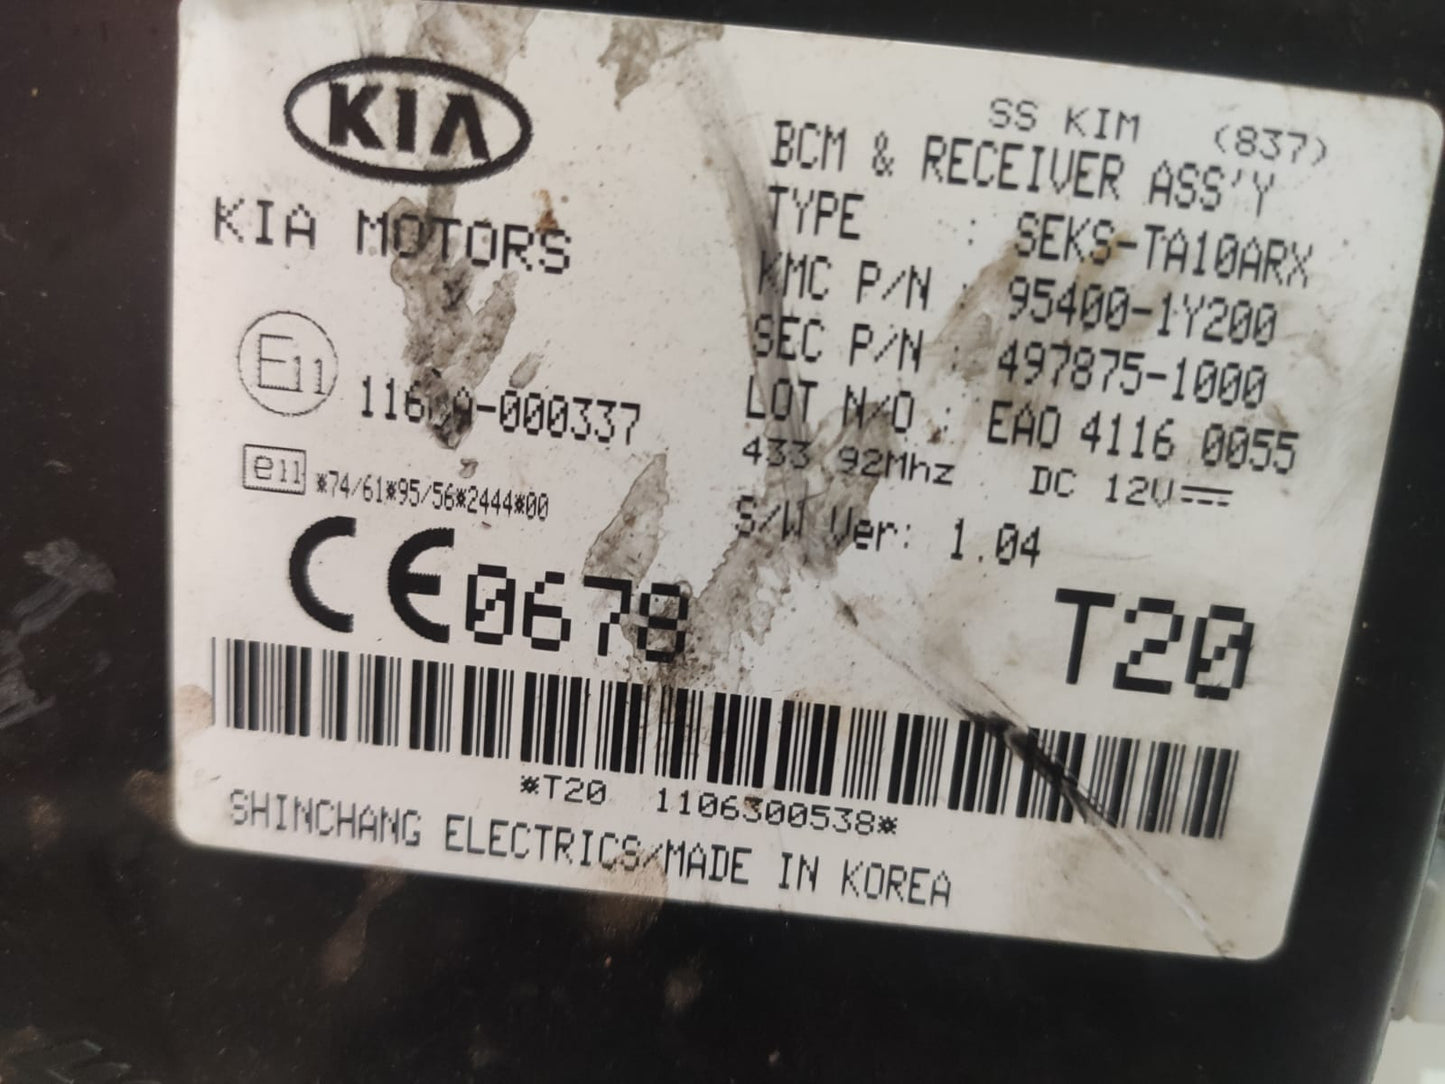 KIA
KIA MOTORS
E11
-000337
e11 *74/61*95/56*2444*00
CE0678
SS KIM (837)
BCM & RECEIVER ASS'Y
TYPE : SEKS-TA10ARX
KMC P/N : 95400-1Y200
SEC P/N : 497875-1000
LOT N/O : EAO 4116 0055
433 92Mhz DC 12V
S/W Ver: 1.04
T20
*T20 1106300538*
SHINCHANG ELECTRICS/MADE IN KOREA